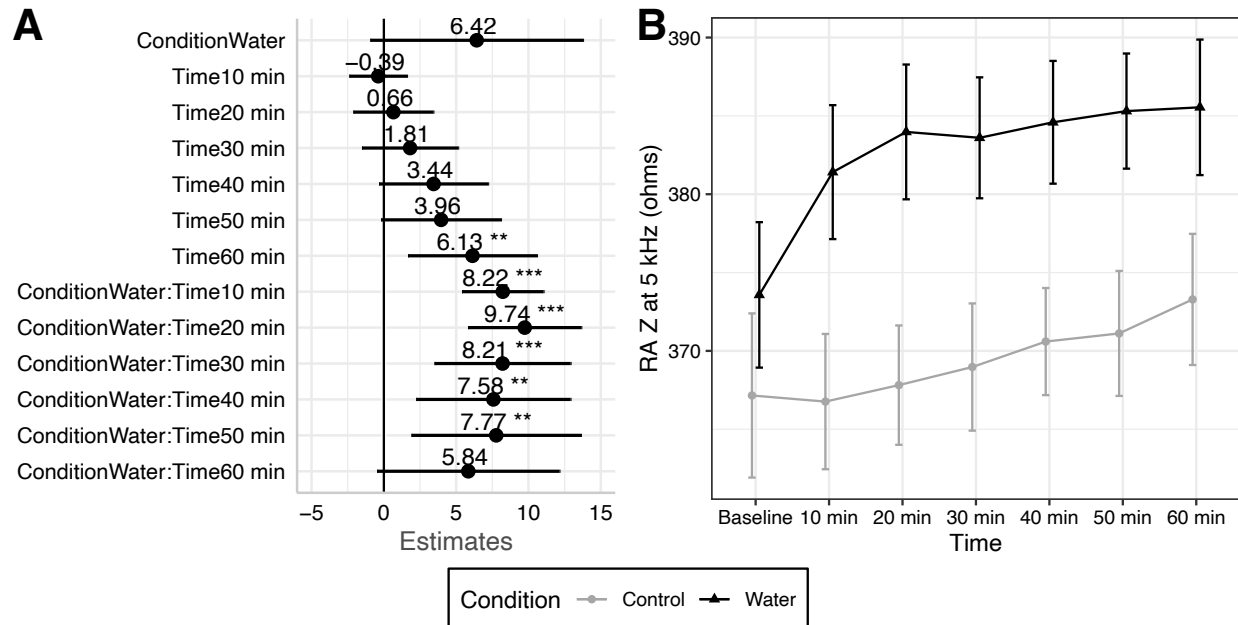 A
ConditionWater
6.42
Time10 min
−0.39
Time20 min
0.66
Time30 min
1.81
Time40 min
3.44
Time50 min
3.96
Time60 min
6.13 **
ConditionWater:Time10 min
8.22 ***
ConditionWater:Time20 min
9.74 ***
ConditionWater:Time30 min
8.21 ***
ConditionWater:Time40 min
7.58 **
ConditionWater:Time50 min
7.77 **
ConditionWater:Time60 min
5.84
−5 0 5 10 15
Estimates
B
RA Z at 5 kHz (ohms)
390
380
370
Baseline 10 min 20 min 30 min 40 min 50 min 60 min
Time
Condition Control Water